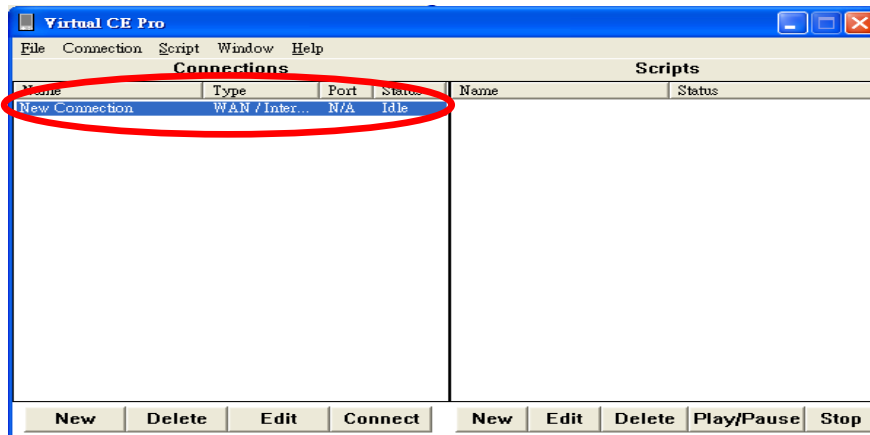 Virtual CE Pro
File Connection Script Window Help
Connections
Name Type Port Status
New Connection WAN / Inter... N/A Idle
New Delete Edit Connect
Scripts
Name Status
New Edit Delete Play/Pause Stop